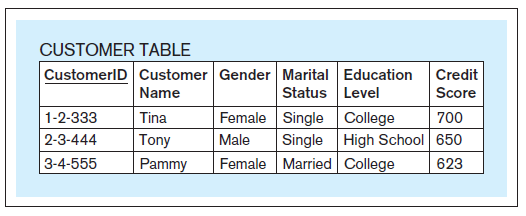 CUSTOMER TABLE
CustomerID Customer Name Gender Marital Status Education Level Credit Score
1-2-333 Tina Female Single College 700
2-3-444 Tony Male Single High School 650
3-4-555 Pammy Female Married College 623